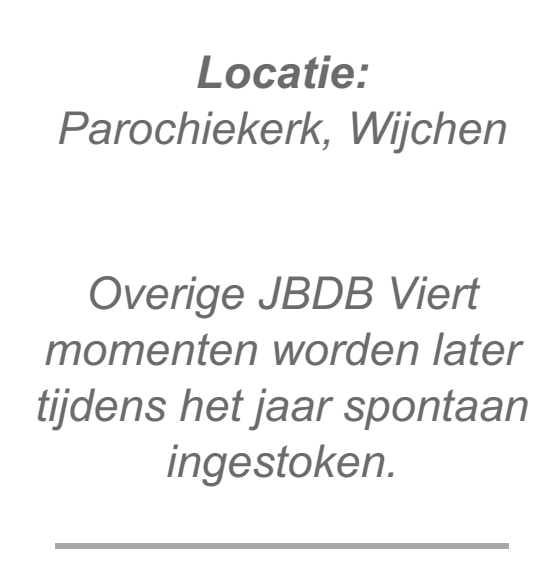 Locatie:
Parochiekerk, Wijchen
Overige JBDB Viert
momenten worden later
tijdens het jaar spontaan
ingestoken.